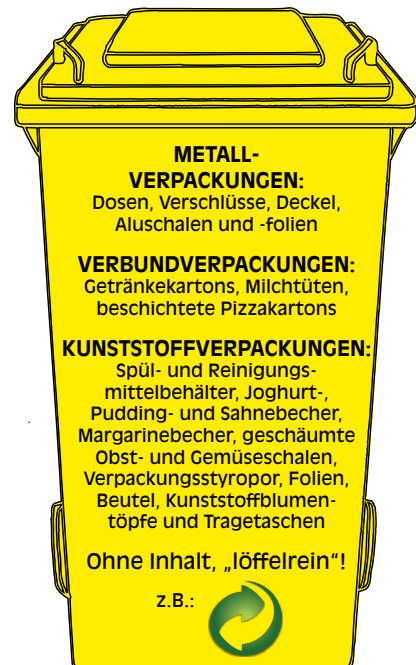 METALL-
VERPACKUNGEN:
Dosen, Verschlüsse, Deckel,
Aluschalen und -folien
VERBUNDVERPACKUNGEN:
Getränkekartons, Milchtüten,
beschichtete Pizzakartons
KUNSTSTOFFVERPACKUNGEN:
Spül- und Reinigungs-
mittelbehälter, Joghurt-,
Pudding- und Sahnebecher,
Margarinebecher, geschäumte
Obst- und Gemüseschalen,
Verpackungsstyropor, Folien,
Beutel, Kunststoffblumen-
töpfe und Tragetaschen
Ohne Inhalt, „löffelrein“!
z.B.: